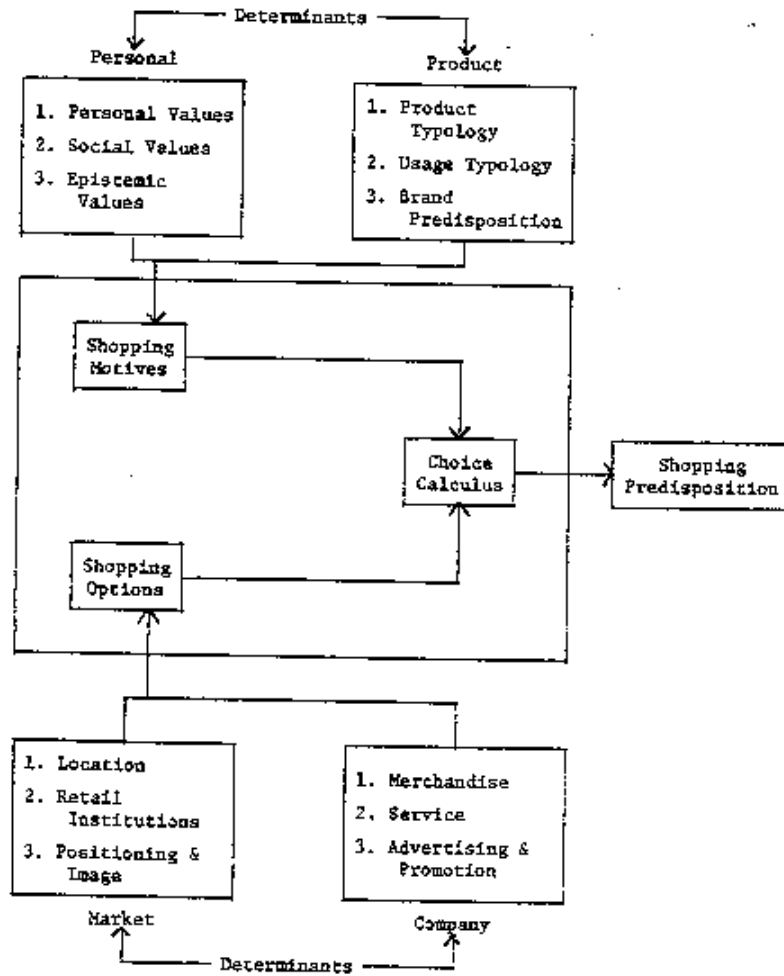 Determinants
Personal
Product
1. Personal Values
2. Social Values
3. Epistemic
Values
1. Product
Typology
2. Usage Typology
3. Brand
Predisposition
Shopping
Motives
Choice
Calculus
Shopping
Predisposition
Shopping
Options
1. Location
2. Retail
Institutions
3. Positioning &
Image
1. Merchandise
2. Service
3. Advertising &
Promotion
Market
Company
Determinants